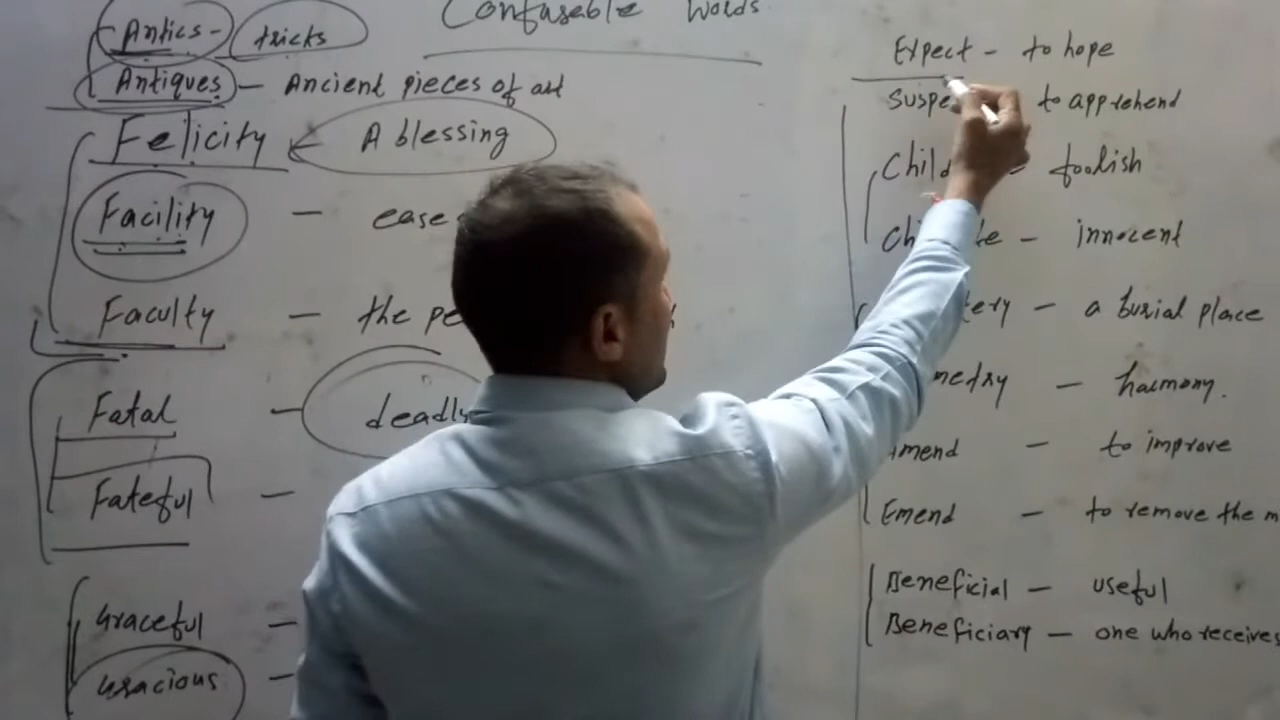 Confusable Words
Antics - tricks
Antiques - Ancient pieces of art
Felicity A blessing
Facility - ease
Faculty - the
Fatal - deadly
Fateful -
Graceful -
Gracious -
Expect - to hope
to apprehend
- foolish
- innocent
- a burial place
- harmony.
- to improve
Emend - to remove the
Beneficial - useful
Beneficiary - one who receives